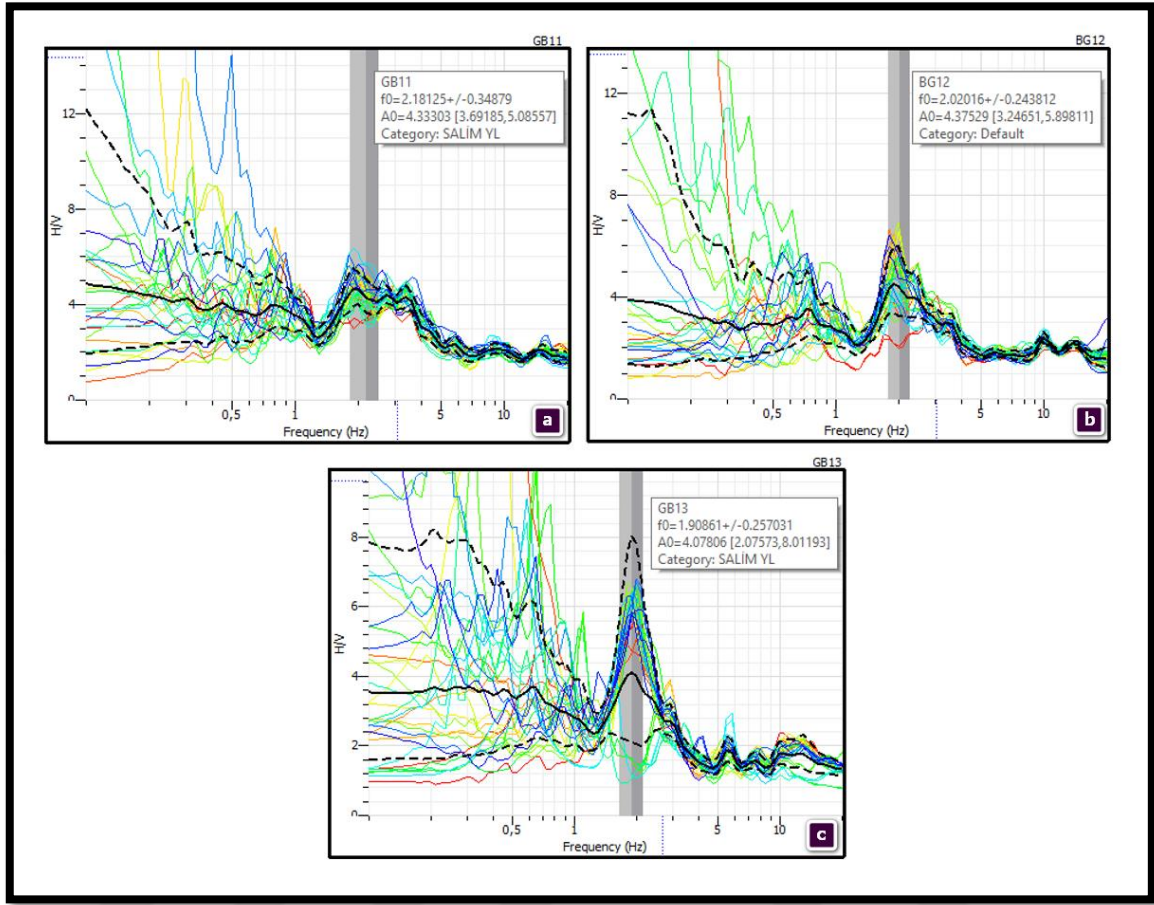 GB11
GB11
f0=2.18125+/-0.34879
A0=4.33303 [3.69185,5.08557]
Category: SALİM YL
12
8
4
0
H/V
0,5
1
5
10
Frequency (Hz)
a
BG12
BG12
f0=2.02016+/-0.243812
A0=4.37529 [3.24651,5.89811]
Category: Default
12
8
4
0
H/V
0,5
1
5
10
Frequency (Hz)
b
GB13
GB13
f0=1.90861+/-0.257031
A0=4.07806 [2.07573,8.01193]
Category: SALİM YL
8
6
4
2
0
H/V
0,5
1
5
10
Frequency (Hz)
c